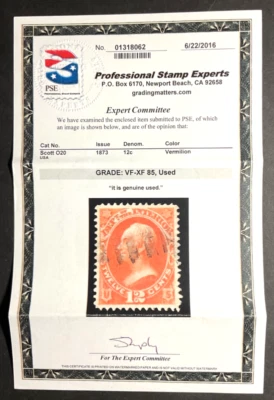 No. 01318062 6/22/2016
PSE
Professional Stamp Experts
P.O. Box 6170, Newport Beach, CA 92658
gradingmatters.com
Expert Committee
We have examined the enclosed item submitted to PSE, of which
an image is shown below, and are of the opinion that:
Cat No. Issue Denomination Color
Scott O20 1873 12c Vermilion
USA
GRADE: VF-XF 85, Used
"it is genuine used."
For The Expert Committee